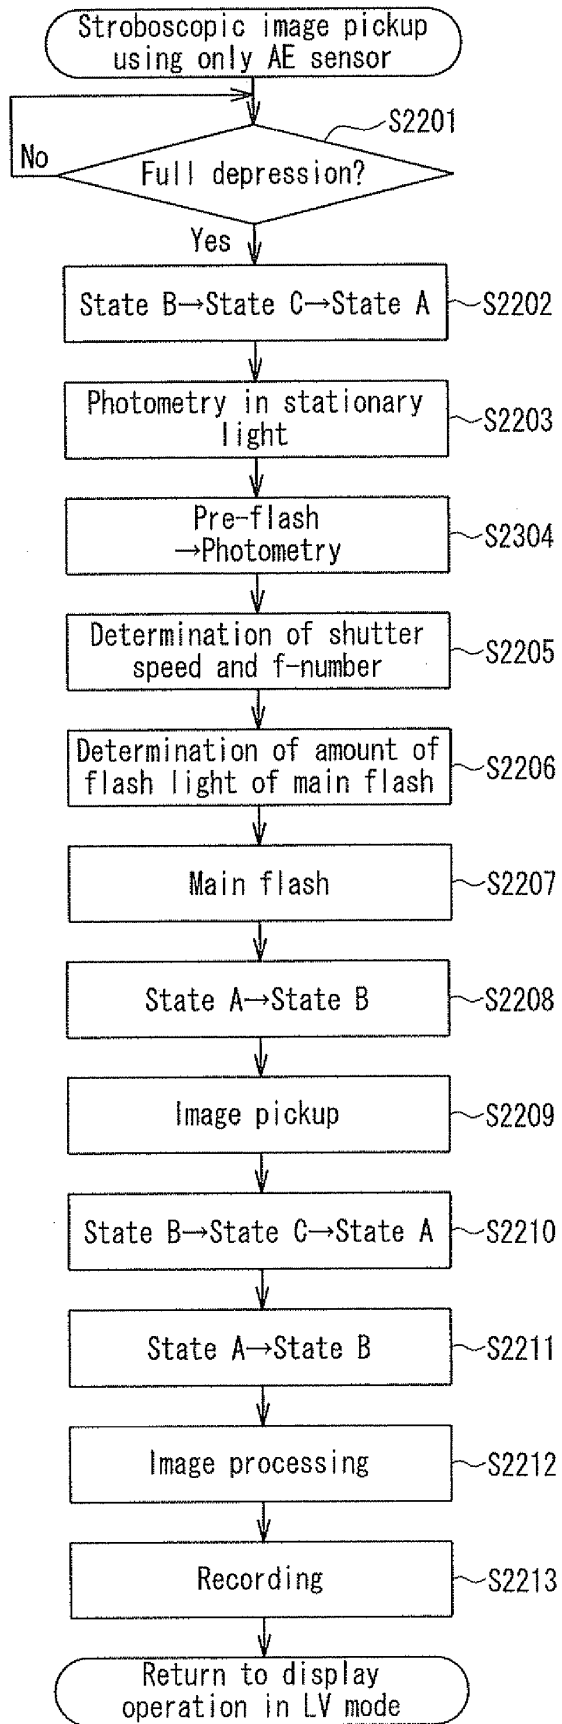 Stroboscopic image pickup
using only AE sensor
S2201
No
Full depression?
Yes
State B→State C→State A
S2202
Photometry in stationary
light
S2203
Pre-flash
→Photometry
S2304
Determination of shutter
speed and f-number
S2205
Determination of amount of
flash light of main flash
S2206
Main flash
S2207
State A→State B
S2208
Image pickup
S2209
State B→State C→State A
S2210
State A→State B
S2211
Image processing
S2212
Recording
S2213
Return to display
operation in LV mode